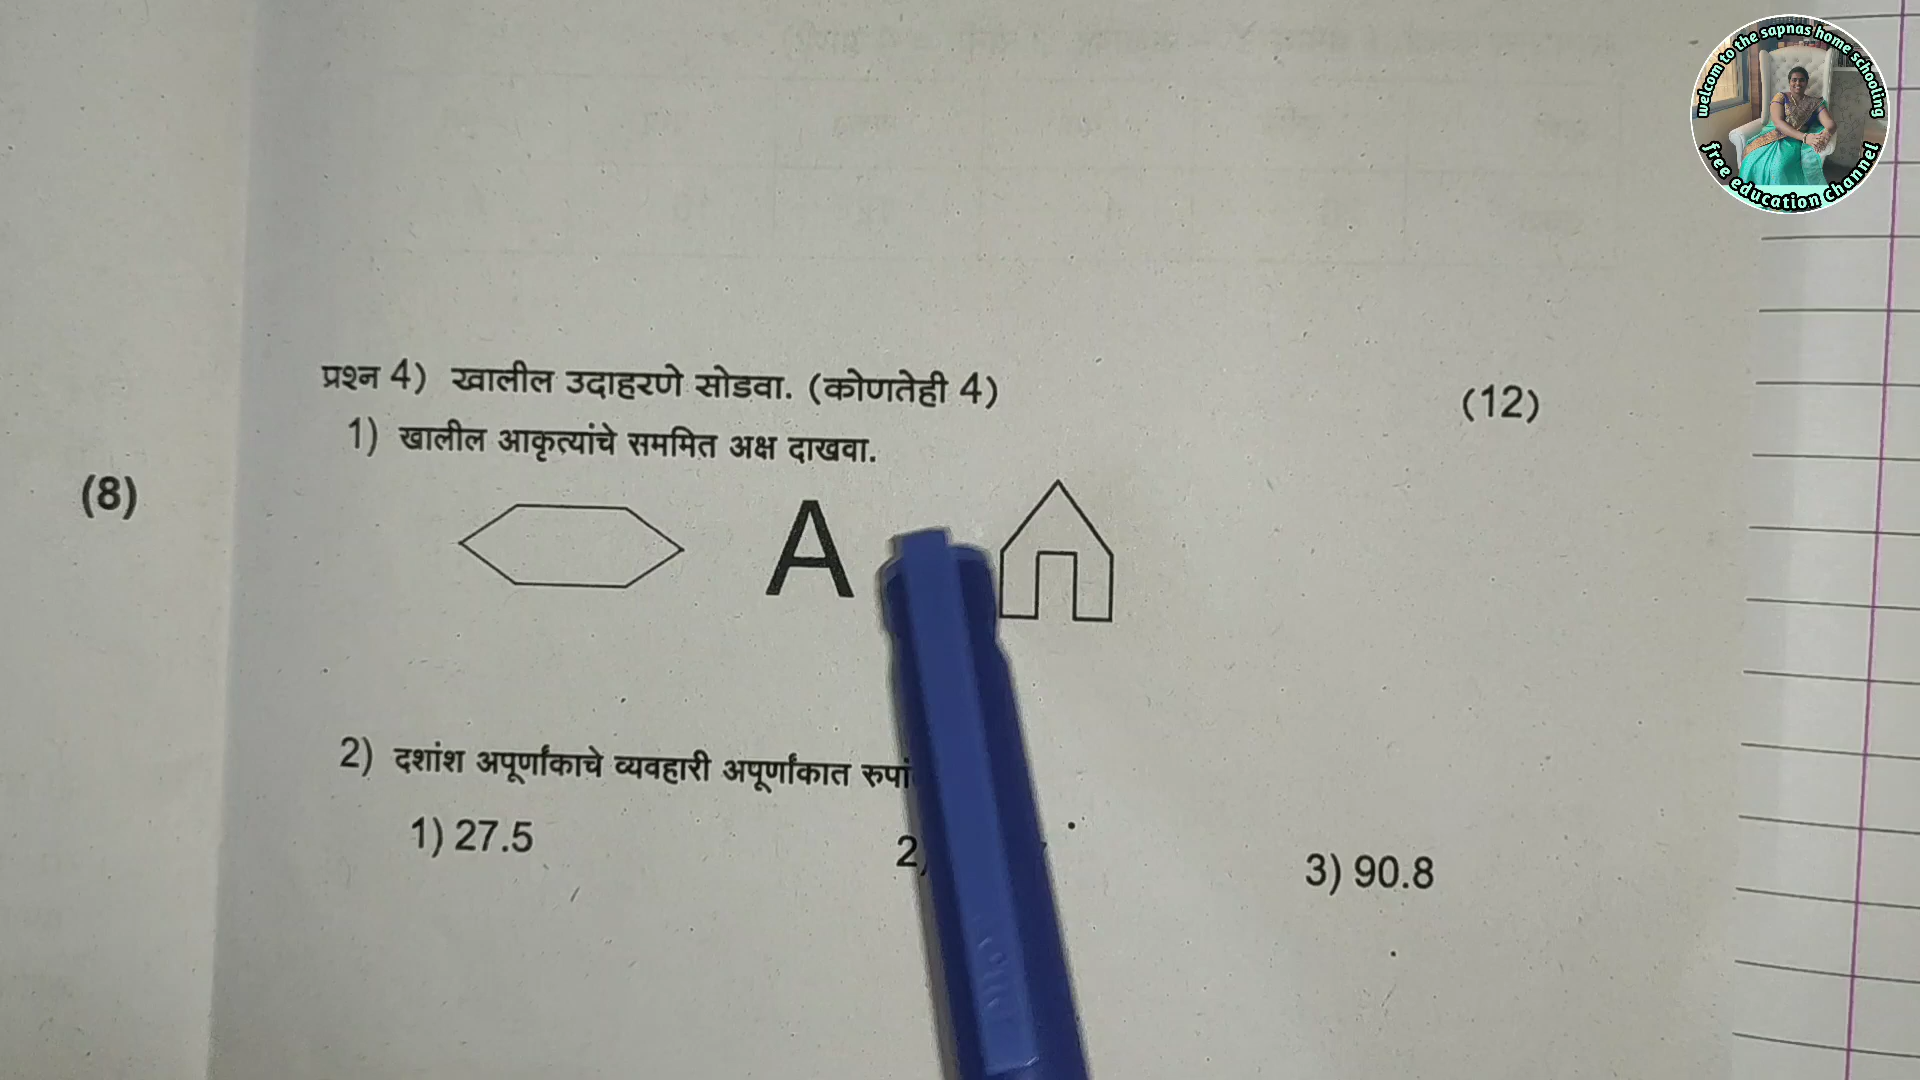 welcom to the sapnas home schooling
free education channel
प्रश्न 4) खालील उदाहरणे सोडवा. (कोणतेही 4) (12)
1) खालील आकृत्यांचे सममित अक्ष दाखवा.
(8)
A
2) दशांश अपूर्णांकाचे व्यवहारी अपूर्णांकात
1) 27.5 2) 3) 90.8